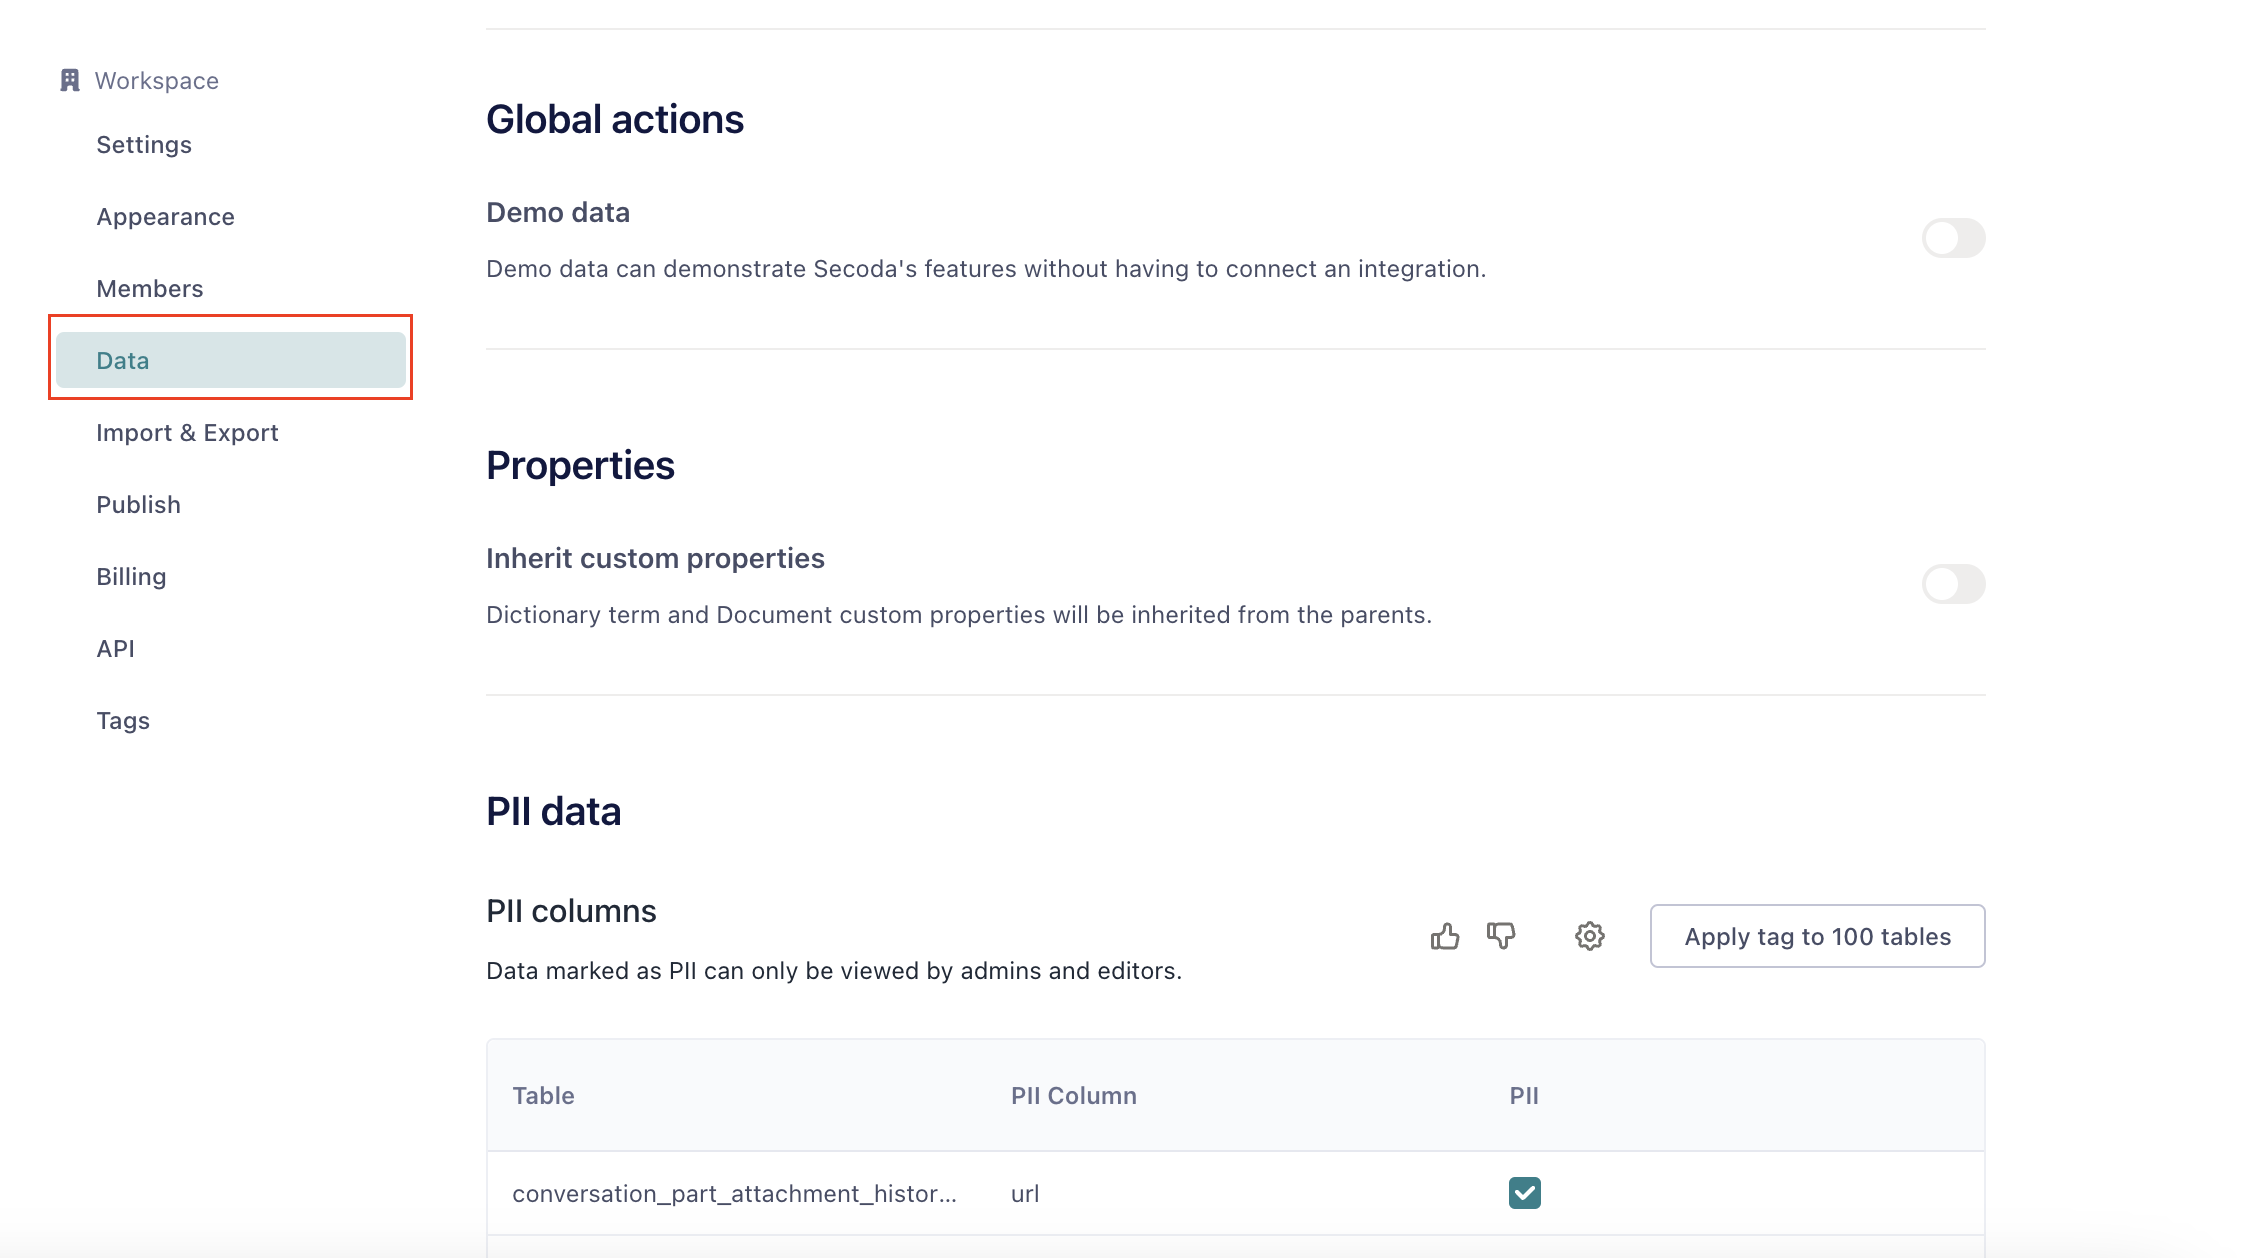 Workspace
Settings
Appearance
Members
Data
Import & Export
Publish
Billing
API
Tags
Global actions
Demo data
Demo data can demonstrate Secoda's features without having to connect an integration.
Properties
Inherit custom properties
Dictionary term and Document custom properties will be inherited from the parents.
PII data
PII columns
Data marked as PII can only be viewed by admins and editors.
Apply tag to 100 tables
Table PII Column PII
conversation_part_attachment_histor... url